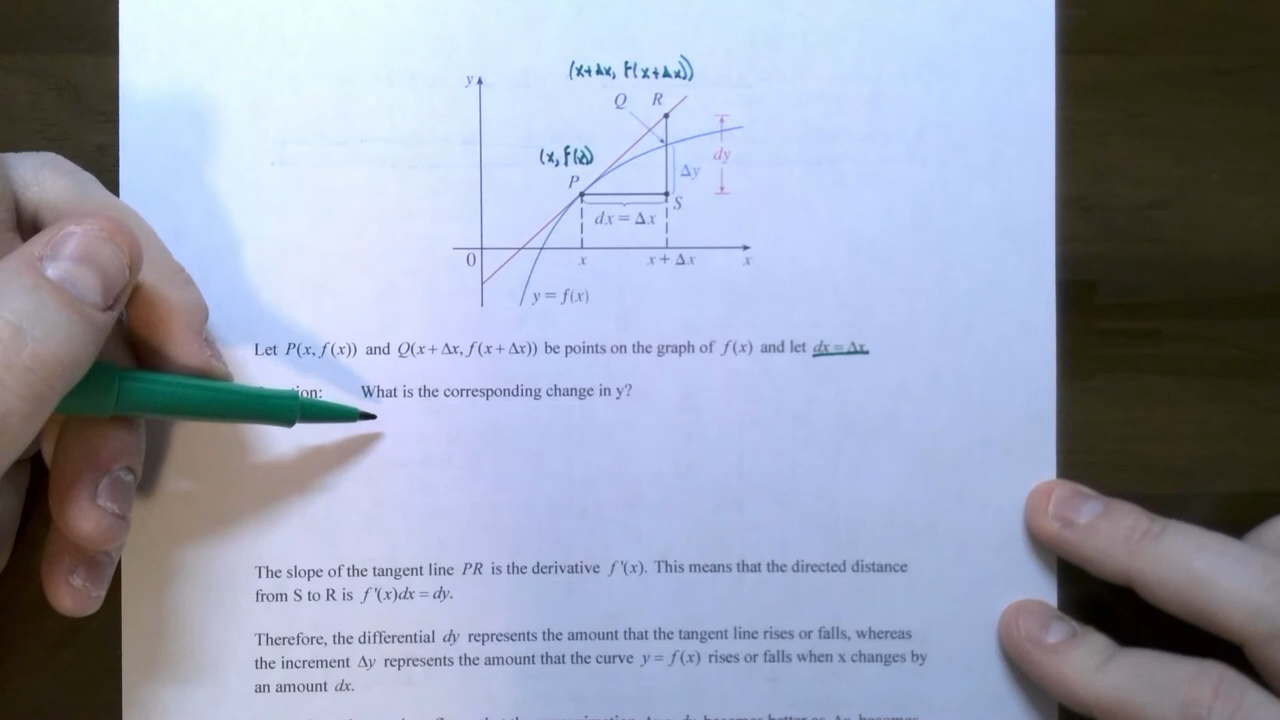 (x+Δx, F(x+Δx))
y
Q R
(x, F(x))
dy
P
Δy
S
dx = Δx
0
x
x + Δx
x
y = f(x)
Let P(x, f(x)) and Q(x + Δx, f(x + Δx)) be points on the graph of f(x) and let dx = Δx.
What is the corresponding change in y?
The slope of the tangent line PR is the derivative f '(x). This means that the directed distance
from S to R is f '(x)dx = dy.
Therefore, the differential dy represents the amount that the tangent line rises or falls, whereas
the increment Δy represents the amount that the curve y = f(x) rises or falls when x changes by
an amount dx.